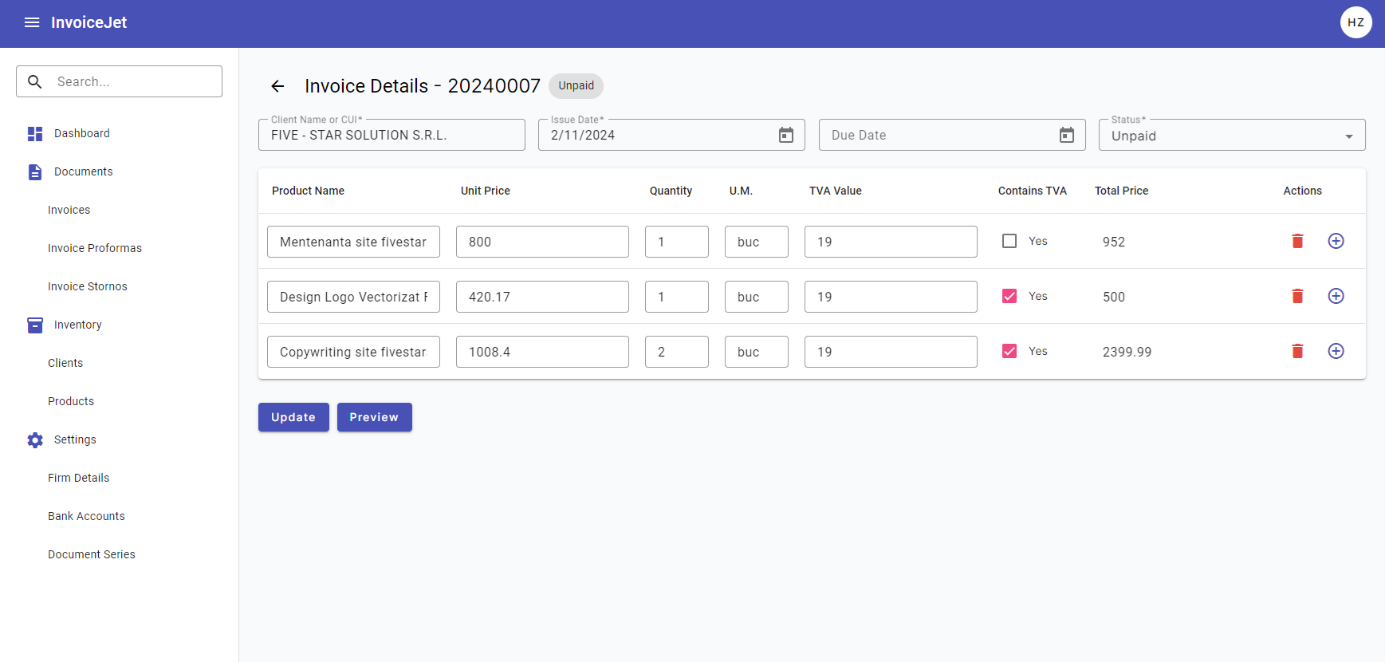 InvoiceJet
HZ
Search...
Dashboard
Documents
Invoices
Invoice Proformas
Invoice Stornos
Inventory
Clients
Products
Settings
Firm Details
Bank Accounts
Document Series
Invoice Details - 20240007 Unpaid
Client Name or CUI* Issue Date* Status*
FIVE - STAR SOLUTION S.R.L. 2/11/2024 Due Date Unpaid
Product Name Unit Price Quantity U.M. TVA Value Contains TVA Total Price Actions
Mentenanta site fivestar 800 1 buc 19 Yes 952
Design Logo Vectorizat 420.17 1 buc 19 Yes 500
Copywriting site fivestar 1008.4 2 buc 19 Yes 2399.99
Update Preview